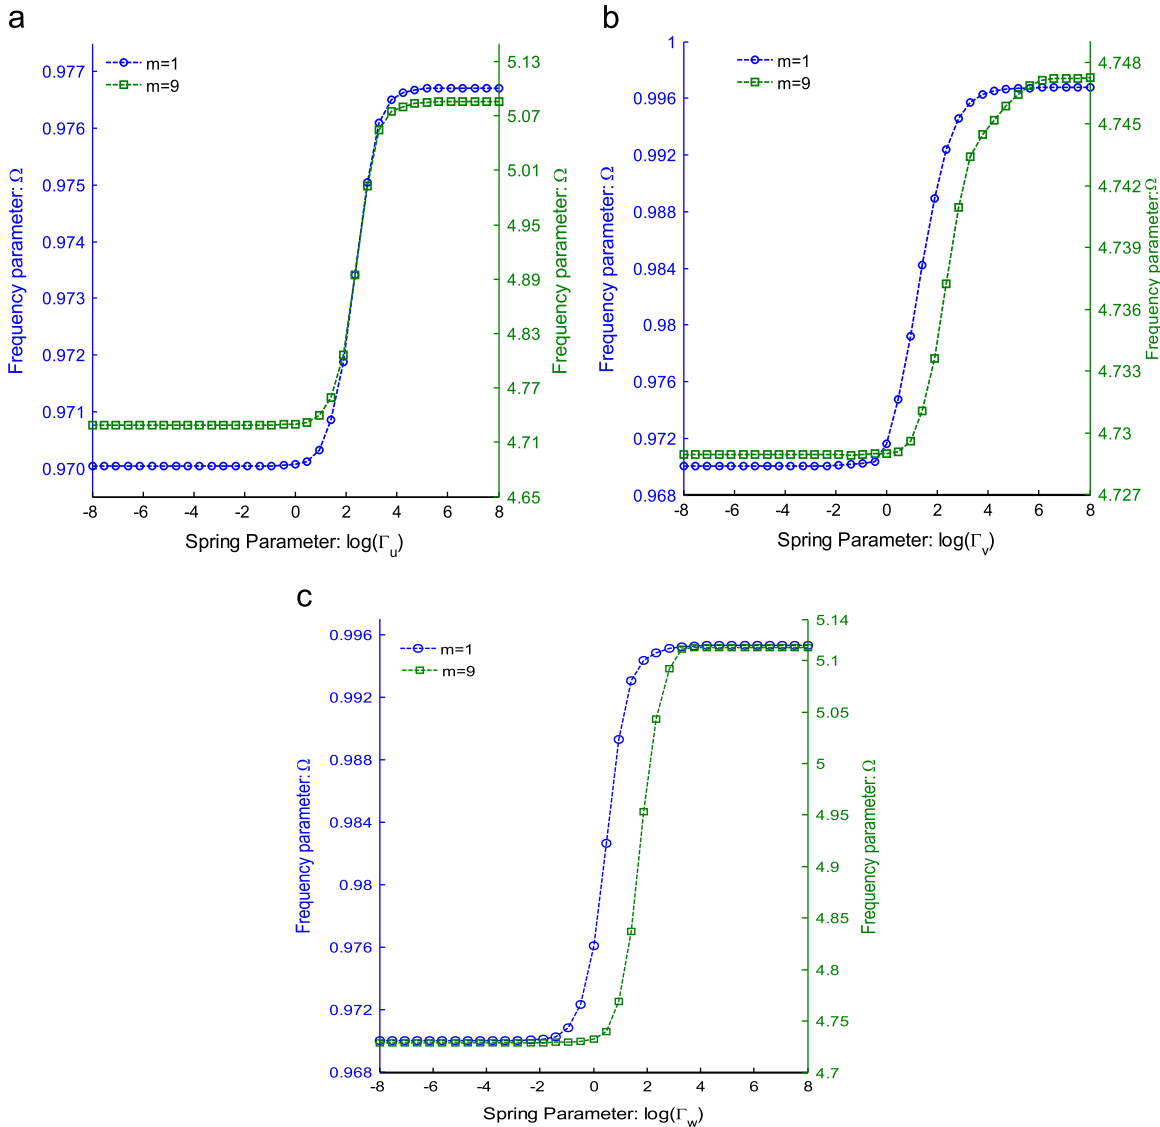 a
m=1
m=9
0.977
0.976
0.975
0.974
0.973
0.972
0.971
0.970
Frequency parameter: Ω
5.13
5.07
5.01
4.95
4.89
4.83
4.77
4.71
4.65
Frequency parameter: Ω
-8 -6 -4 -2 0 2 4 6 8
Spring Parameter: log(Γu)
b
m=1
m=9
1
0.996
0.992
0.988
0.984
0.98
0.976
0.972
0.968
Frequency parameter: Ω
4.748
4.745
4.742
4.739
4.736
4.733
4.73
4.727
Frequency parameter:Ω
-8 -6 -4 -2 0 2 4 6 8
Spring Parameter: log(Γv)
c
m=1
m=9
0.996
0.992
0.988
0.984
0.98
0.976
0.972
0.968
Frequency parameter: Ω
5.14
5.1
5.05
5
4.95
4.9
4.85
4.8
4.75
4.7
Frequency parameter: Ω
-8 -6 -4 -2 0 2 4 6 8
Spring Parameter: log(Γw)